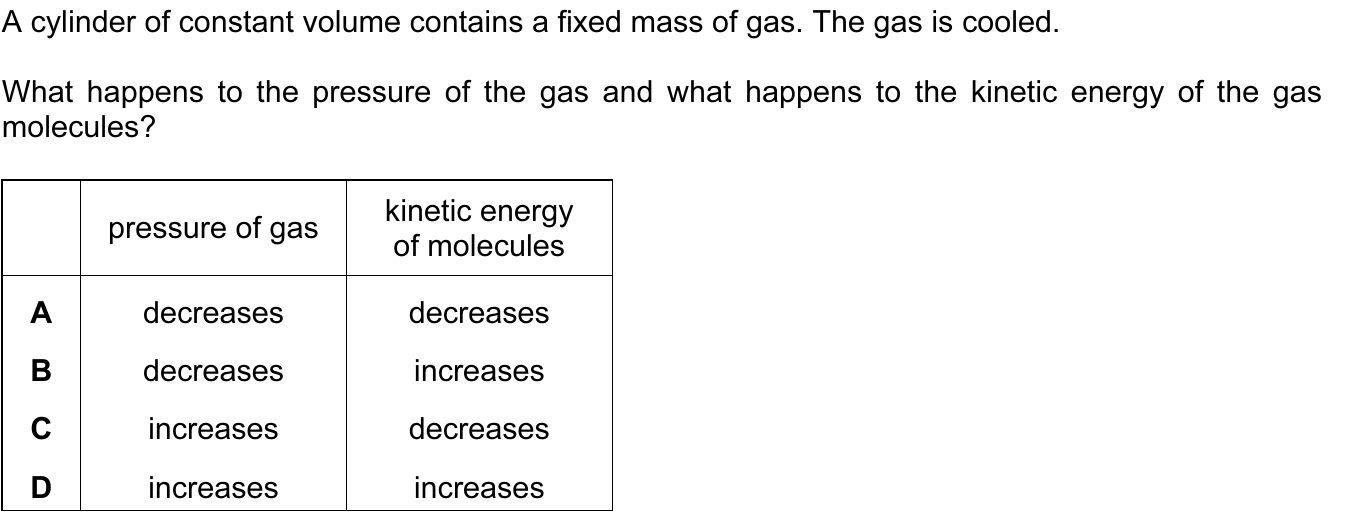 A cylinder of constant volume contains a fixed mass of gas. The gas is cooled.
What happens to the pressure of the gas and what happens to the kinetic energy of the gas
molecules?
pressure of gas kinetic energy
of molecules
A decreases decreases
B decreases increases
C increases decreases
D increases increases